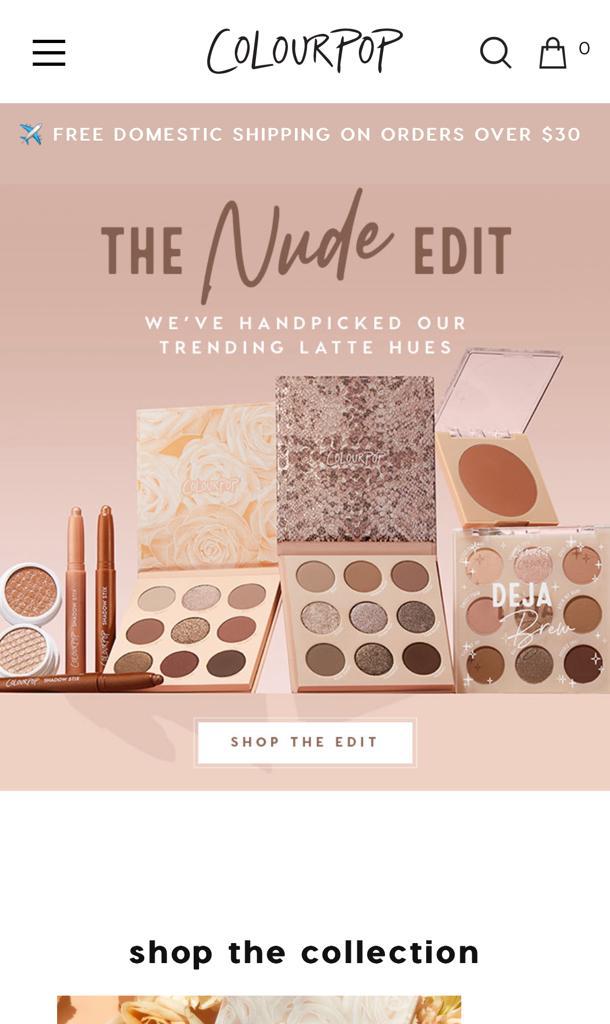 COLOURPOP
0
✈️ FREE DOMESTIC SHIPPING ON ORDERS OVER $30
THE Nude EDIT
WE'VE HANDPICKED OUR
TRENDING LATTE HUES
COLOURPOP
COLOURPOP
DEJA
Brew
COLOURPOP SHADOW STIX
COLOURPOP SHADOW STIX
COLOURPOP SHADOW STIX
SHOP THE EDIT
shop the collection